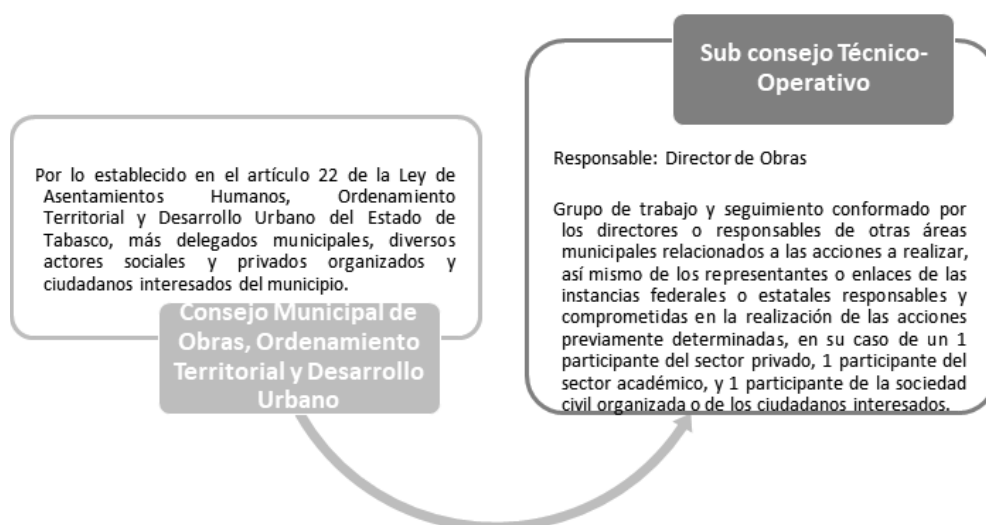 Por lo establecido en el artículo 22 de la Ley de
Asentamientos Humanos, Ordenamiento
Territorial y Desarrollo Urbano del Estado de
Tabasco, más delegados municipales, diversos
actores sociales y privados organizados y
ciudadanos interesados del municipio.
Consejo Municipal de
Obras, Ordenamiento
Territorial y Desarrollo
Urbano
Sub consejo Técnico-
Operativo
Responsable: Director de Obras
Grupo de trabajo y seguimiento conformado por
los directores o responsables de otras áreas
municipales relacionados a las acciones a realizar,
así mismo de los representantes o enlaces de las
instancias federales o estatales responsables y
comprometidas en la realización de las acciones
previamente determinadas, en su caso de un 1
participante del sector privado, 1 participante del
sector académico, y 1 participante de la sociedad
civil organizada o de los ciudadanos interesados.